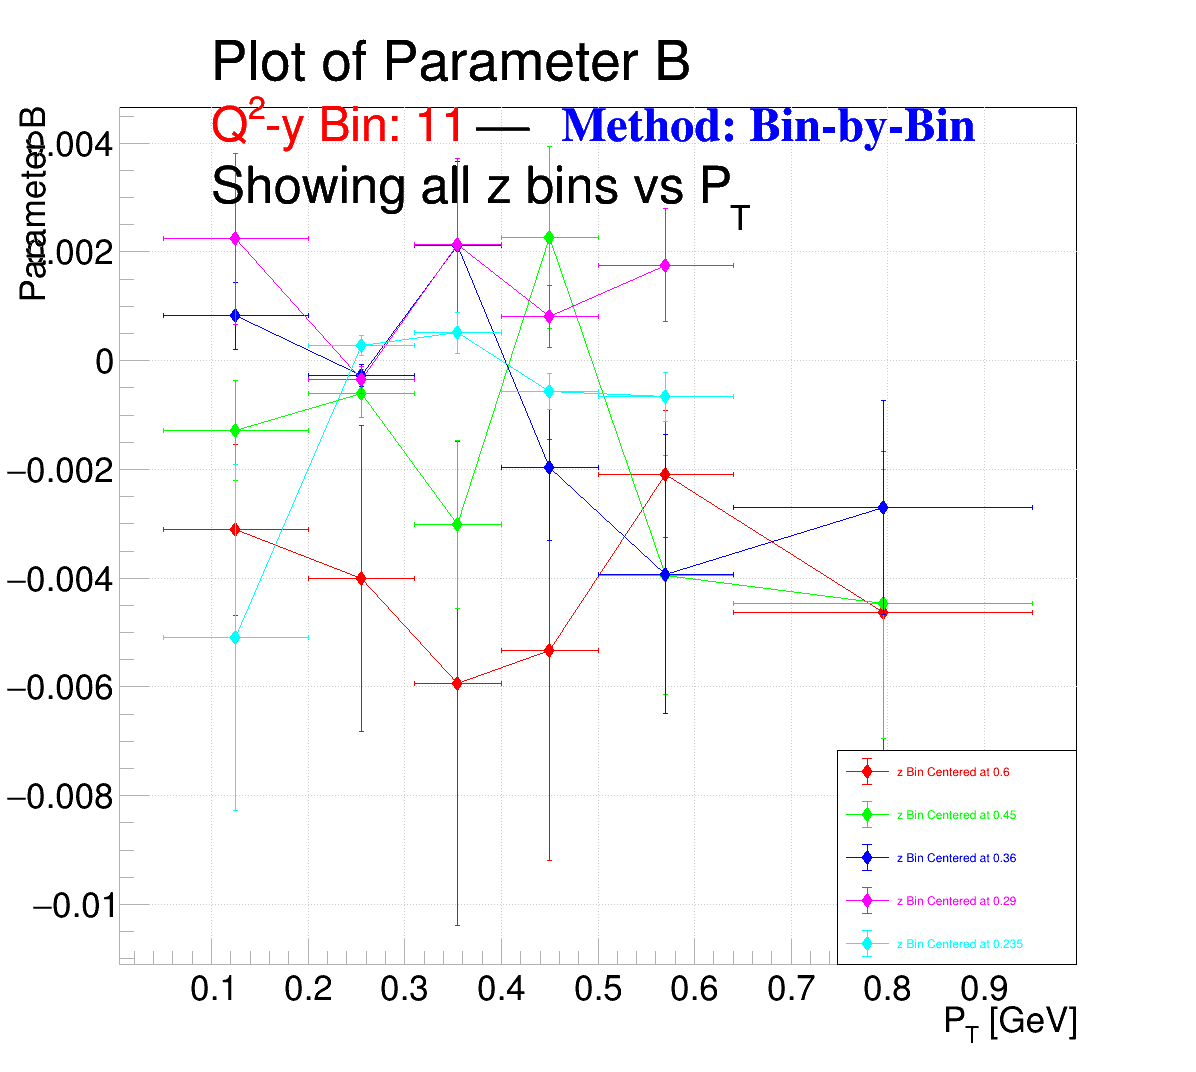 Plot of Parameter B
Q²-y Bin: 11 — Method: Bin-by-Bin
Showing all z bins vs P_T
Parameter B
0.004
0.002
0
−0.002
−0.004
−0.006
−0.008
−0.01
z Bin Centered at 0.6
z Bin Centered at 0.45
z Bin Centered at 0.36
z Bin Centered at 0.29
z Bin Centered at 0.235
0.1 0.2 0.3 0.4 0.5 0.6 0.7 0.8 0.9
P_T [GeV]